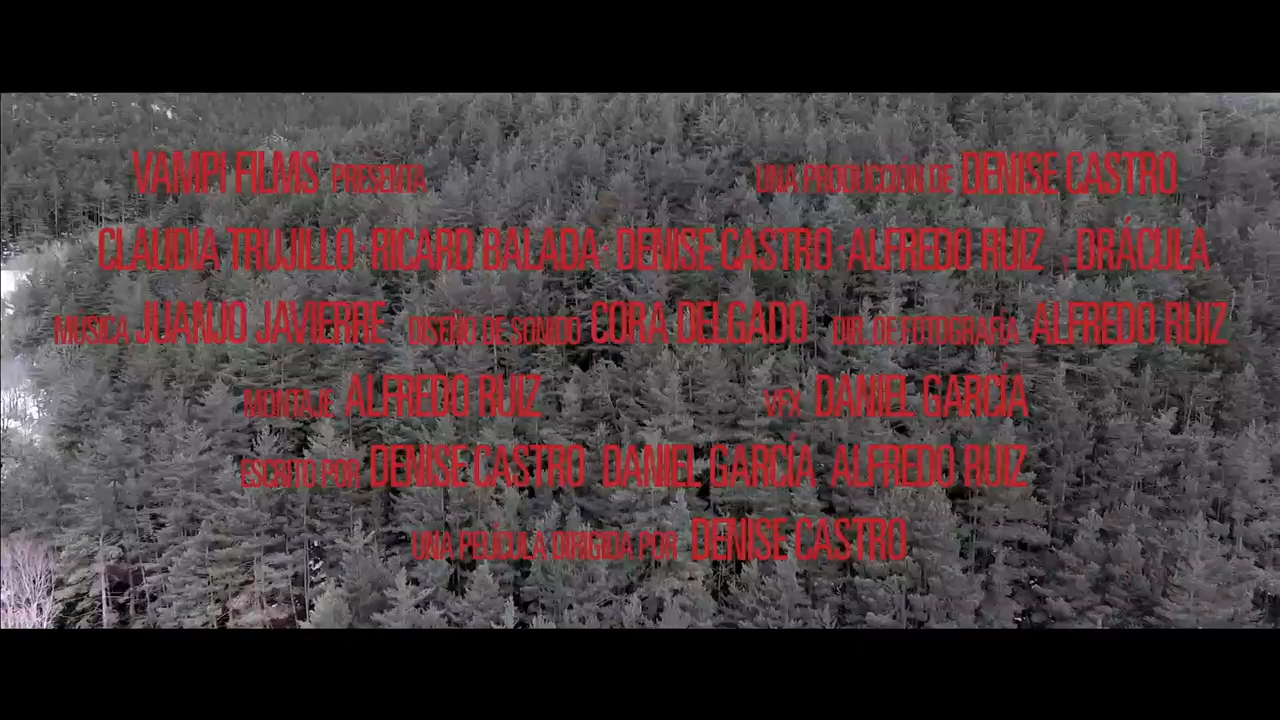 VAMPI FILMS PRESENTA UNA PRODUCCIÓN DE DENISE CASTRO
CLAUDIA TRUJILLO · RICARD BALADA · DENISE CASTRO · ALFREDO RUIZ · DRÁCULA
MÚSICA JUANJO JAVIERRE DISEÑO DE SONIDO CORA DELGADO DIR. DE FOTOGRAFÍA ALFREDO RUIZ
MONTAJE ALFREDO RUIZ VFX DANIEL GARCÍA
ESCRITO POR DENISE CASTRO DANIEL GARCÍA ALFREDO RUIZ
UNA PELÍCULA DIRIGIDA POR DENISE CASTRO